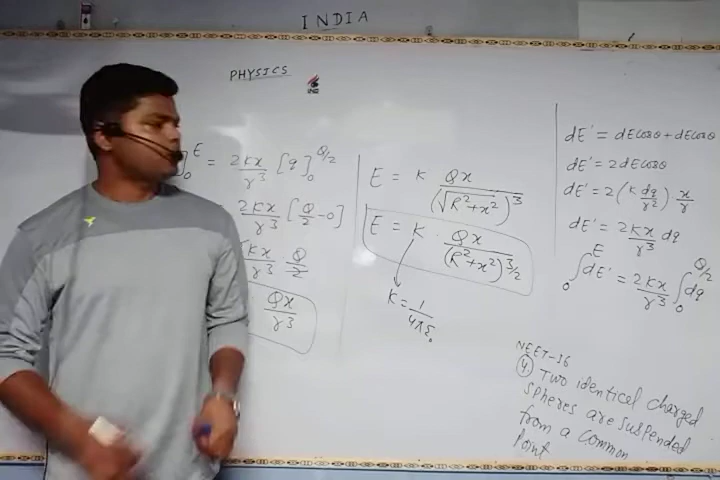 INDIA
PHYSICS
]₀ᴱ = 2Kx/r³ [q]₀^Q/2
2Kx/r³ [Q/2 - 0]
Kx/r³ Q/2
Qx/r³
E = K Qx/(√R²+x²)³
E = K · Qx/(R²+x²)^3/2
K = 1/4πε₀
dE' = dEcosθ + dEcosθ
dE' = 2dEcosθ
dE' = 2(K dq/r²) x/r
dE' = 2Kx/r³ dq
∫₀ᴱ dE' = 2Kx/r³ ∫₀^Q/2 dq
NEET-16
(4) Two identical charged
spheres are suspended
from a common
Point